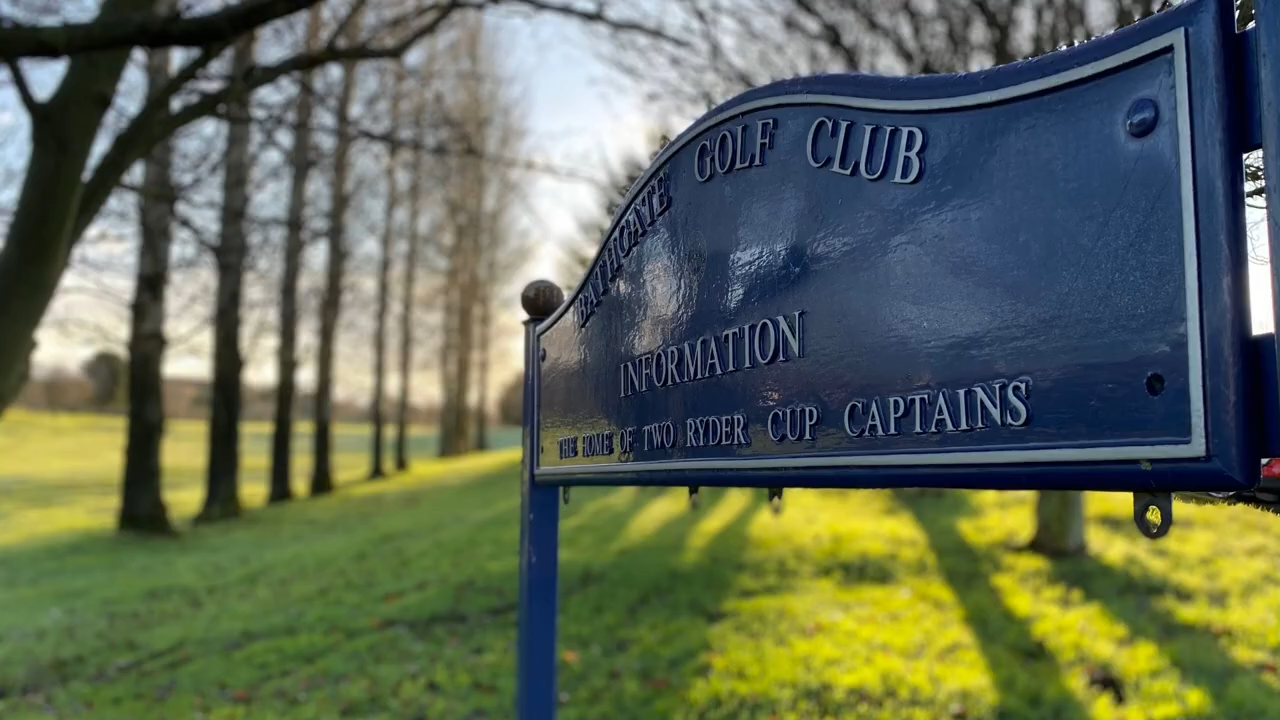 BATHGATE GOLF CLUB
INFORMATION
THE HOME OF TWO RYDER CUP CAPTAINS